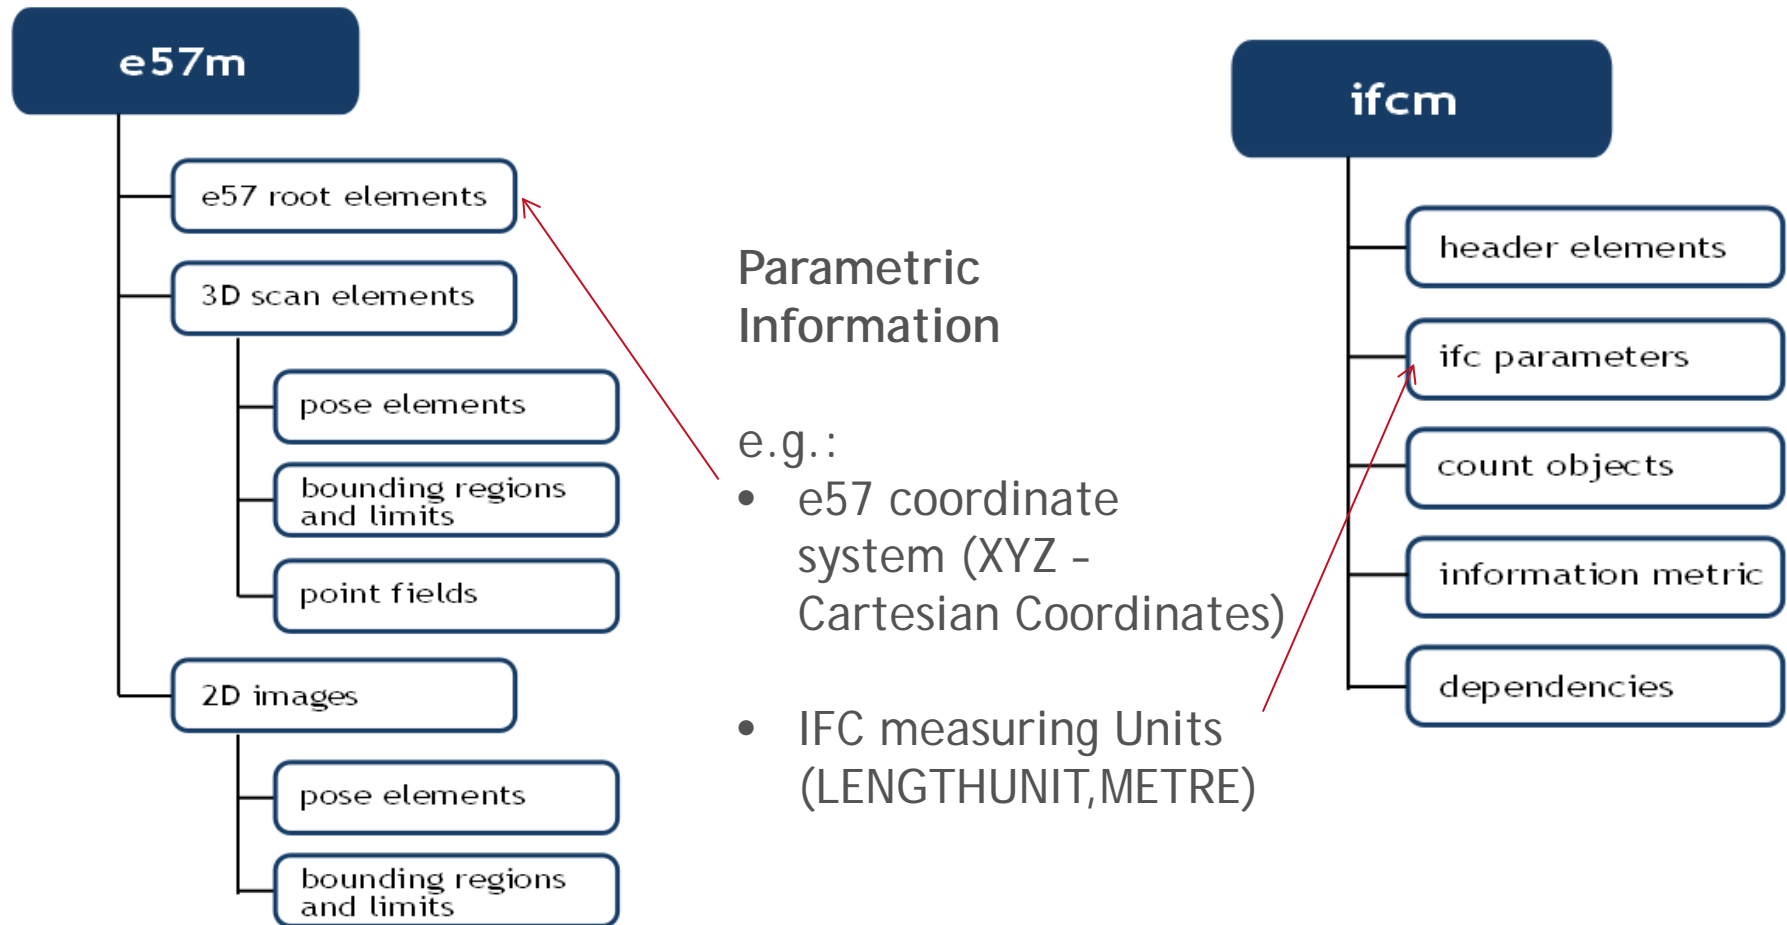 e57m
e57 root elements
3D scan elements
pose elements
bounding regions
and limits
point fields
2D images
pose elements
bounding regions
and limits
Parametric
Information
e.g.:
• e57 coordinate
system (XYZ –
Cartesian Coordinates)
• IFC measuring Units
(LENGTHUNIT,METRE)
ifcm
header elements
ifc parameters
count objects
information metric
dependencies